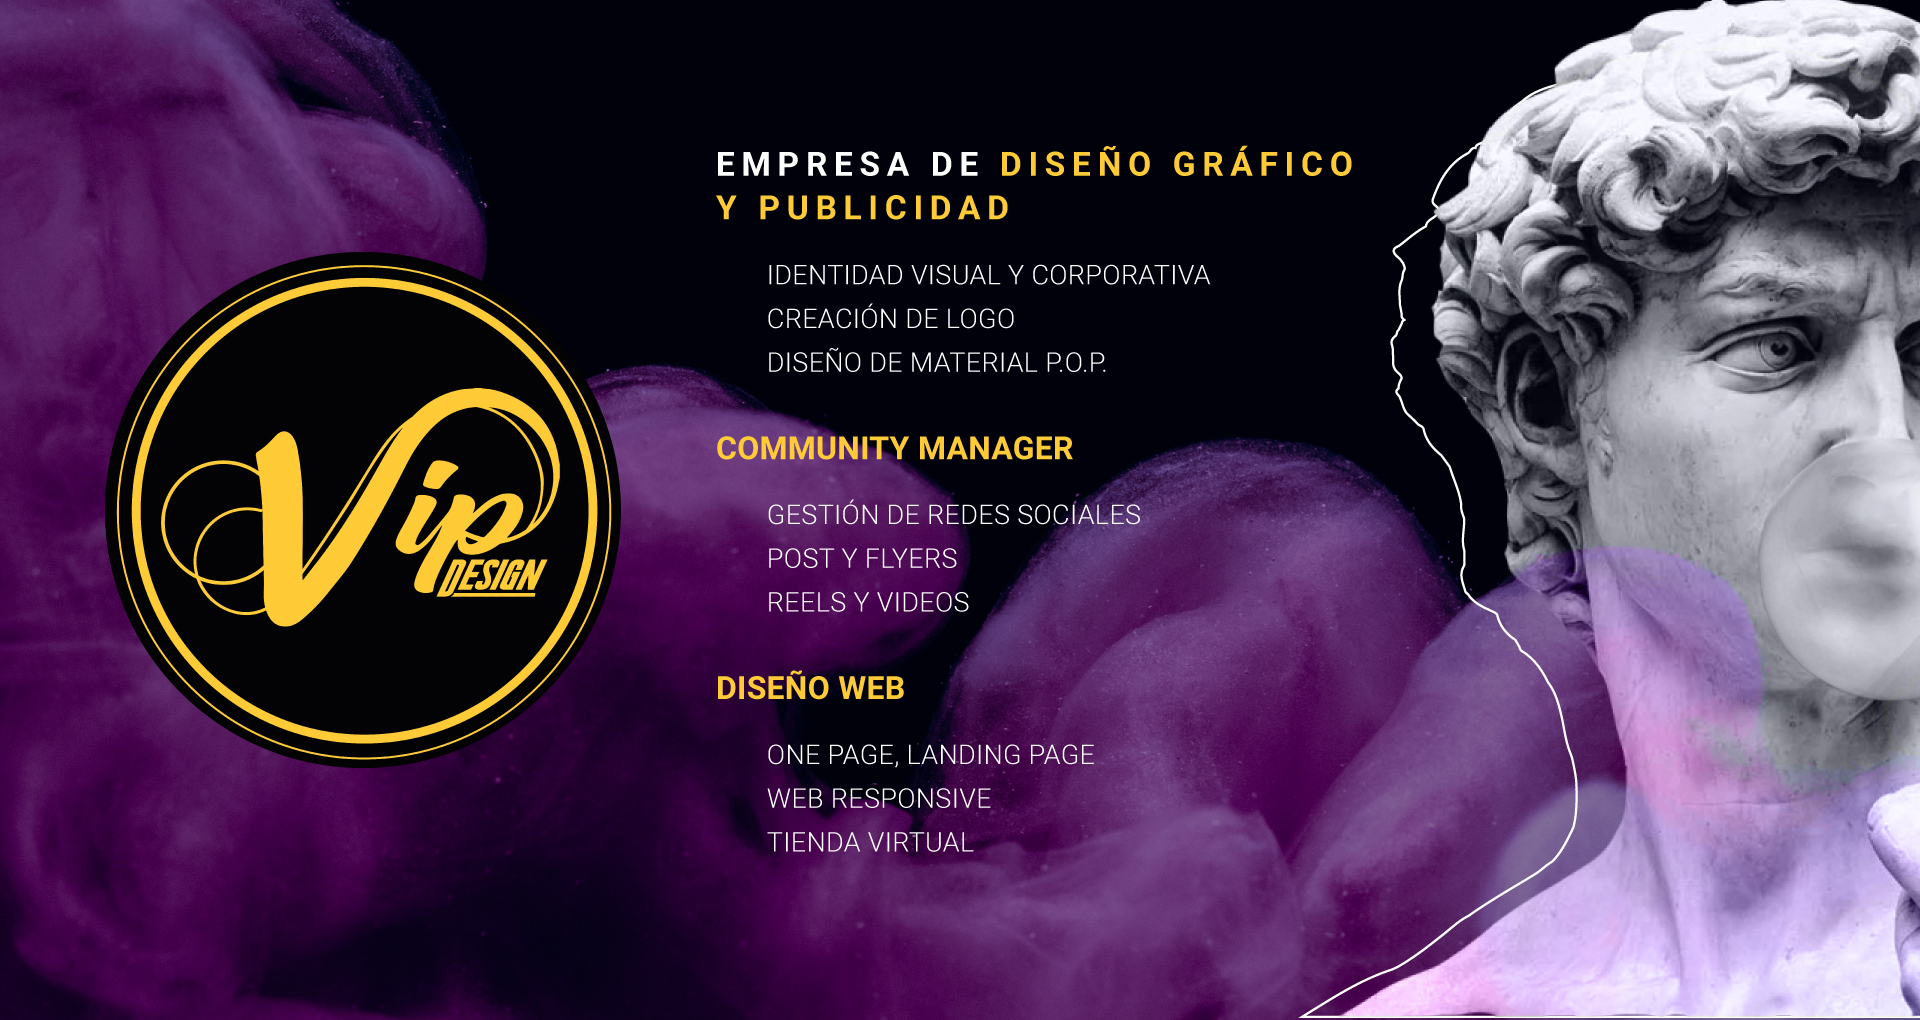 Vip
DESIGN
EMPRESA DE DISEÑO GRÁFICO
Y PUBLICIDAD
IDENTIDAD VISUAL Y CORPORATIVA
CREACIÓN DE LOGO
DISEÑO DE MATERIAL P.O.P.
COMMUNITY MANAGER
GESTIÓN DE REDES SOCIALES
POST Y FLYERS
REELS Y VIDEOS
DISEÑO WEB
ONE PAGE, LANDING PAGE
WEB RESPONSIVE
TIENDA VIRTUAL